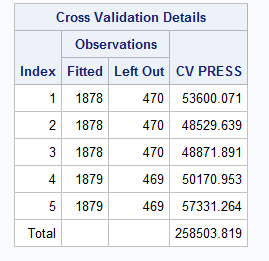 Cross Validation Details
Observations
Index Fitted Left Out CV PRESS
1 1878 470 53600.071
2 1878 470 48529.639
3 1878 470 48871.891
4 1879 469 50170.953
5 1879 469 57331.264
Total 258503.819